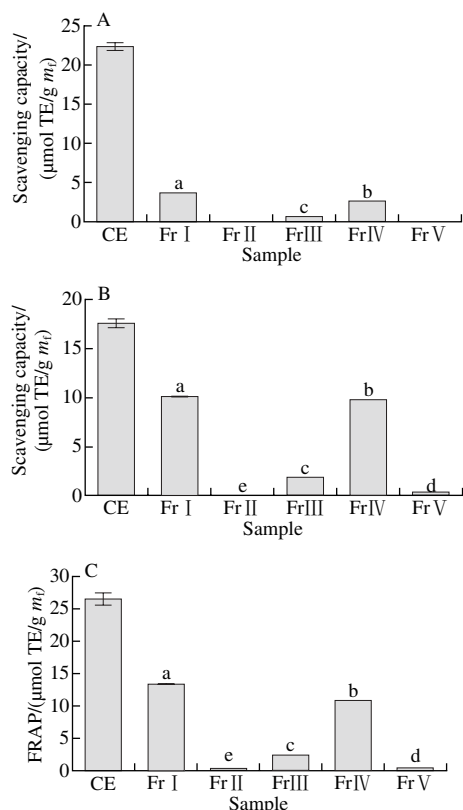 A
Scavenging capacity/
(μmol TE/g mf)
25
20
15
10
5
0
a
c
b
CE Fr Ⅰ Fr Ⅱ FrⅢ FrⅣ Fr Ⅴ
Sample
B
Scavenging capacity/
(μmol TE/g mf)
20
15
10
5
0
a
e
c
b
d
CE Fr Ⅰ Fr Ⅱ FrⅢ FrⅣ Fr Ⅴ
Sample
C
FRAP/(μmol TE/g mf)
30
25
20
15
10
5
0
a
e
c
b
d
CE Fr Ⅰ Fr Ⅱ FrⅢ FrⅣ Fr Ⅴ
Sample